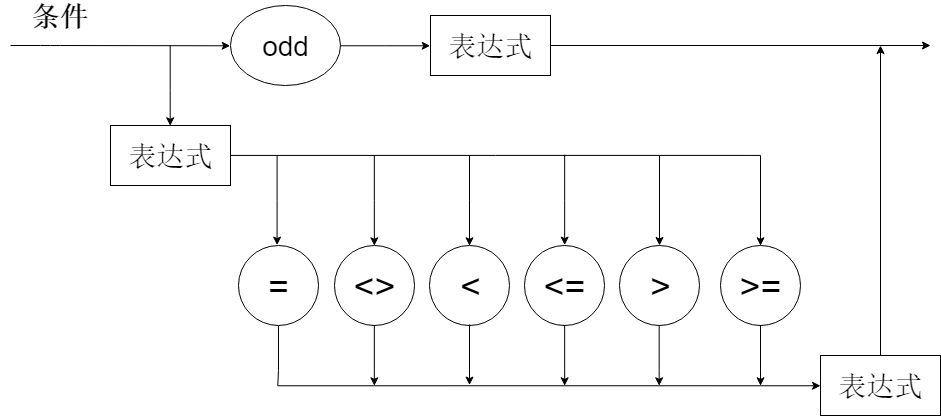 条件
odd
表达式
表达式
= <> < <= > >=
表达式